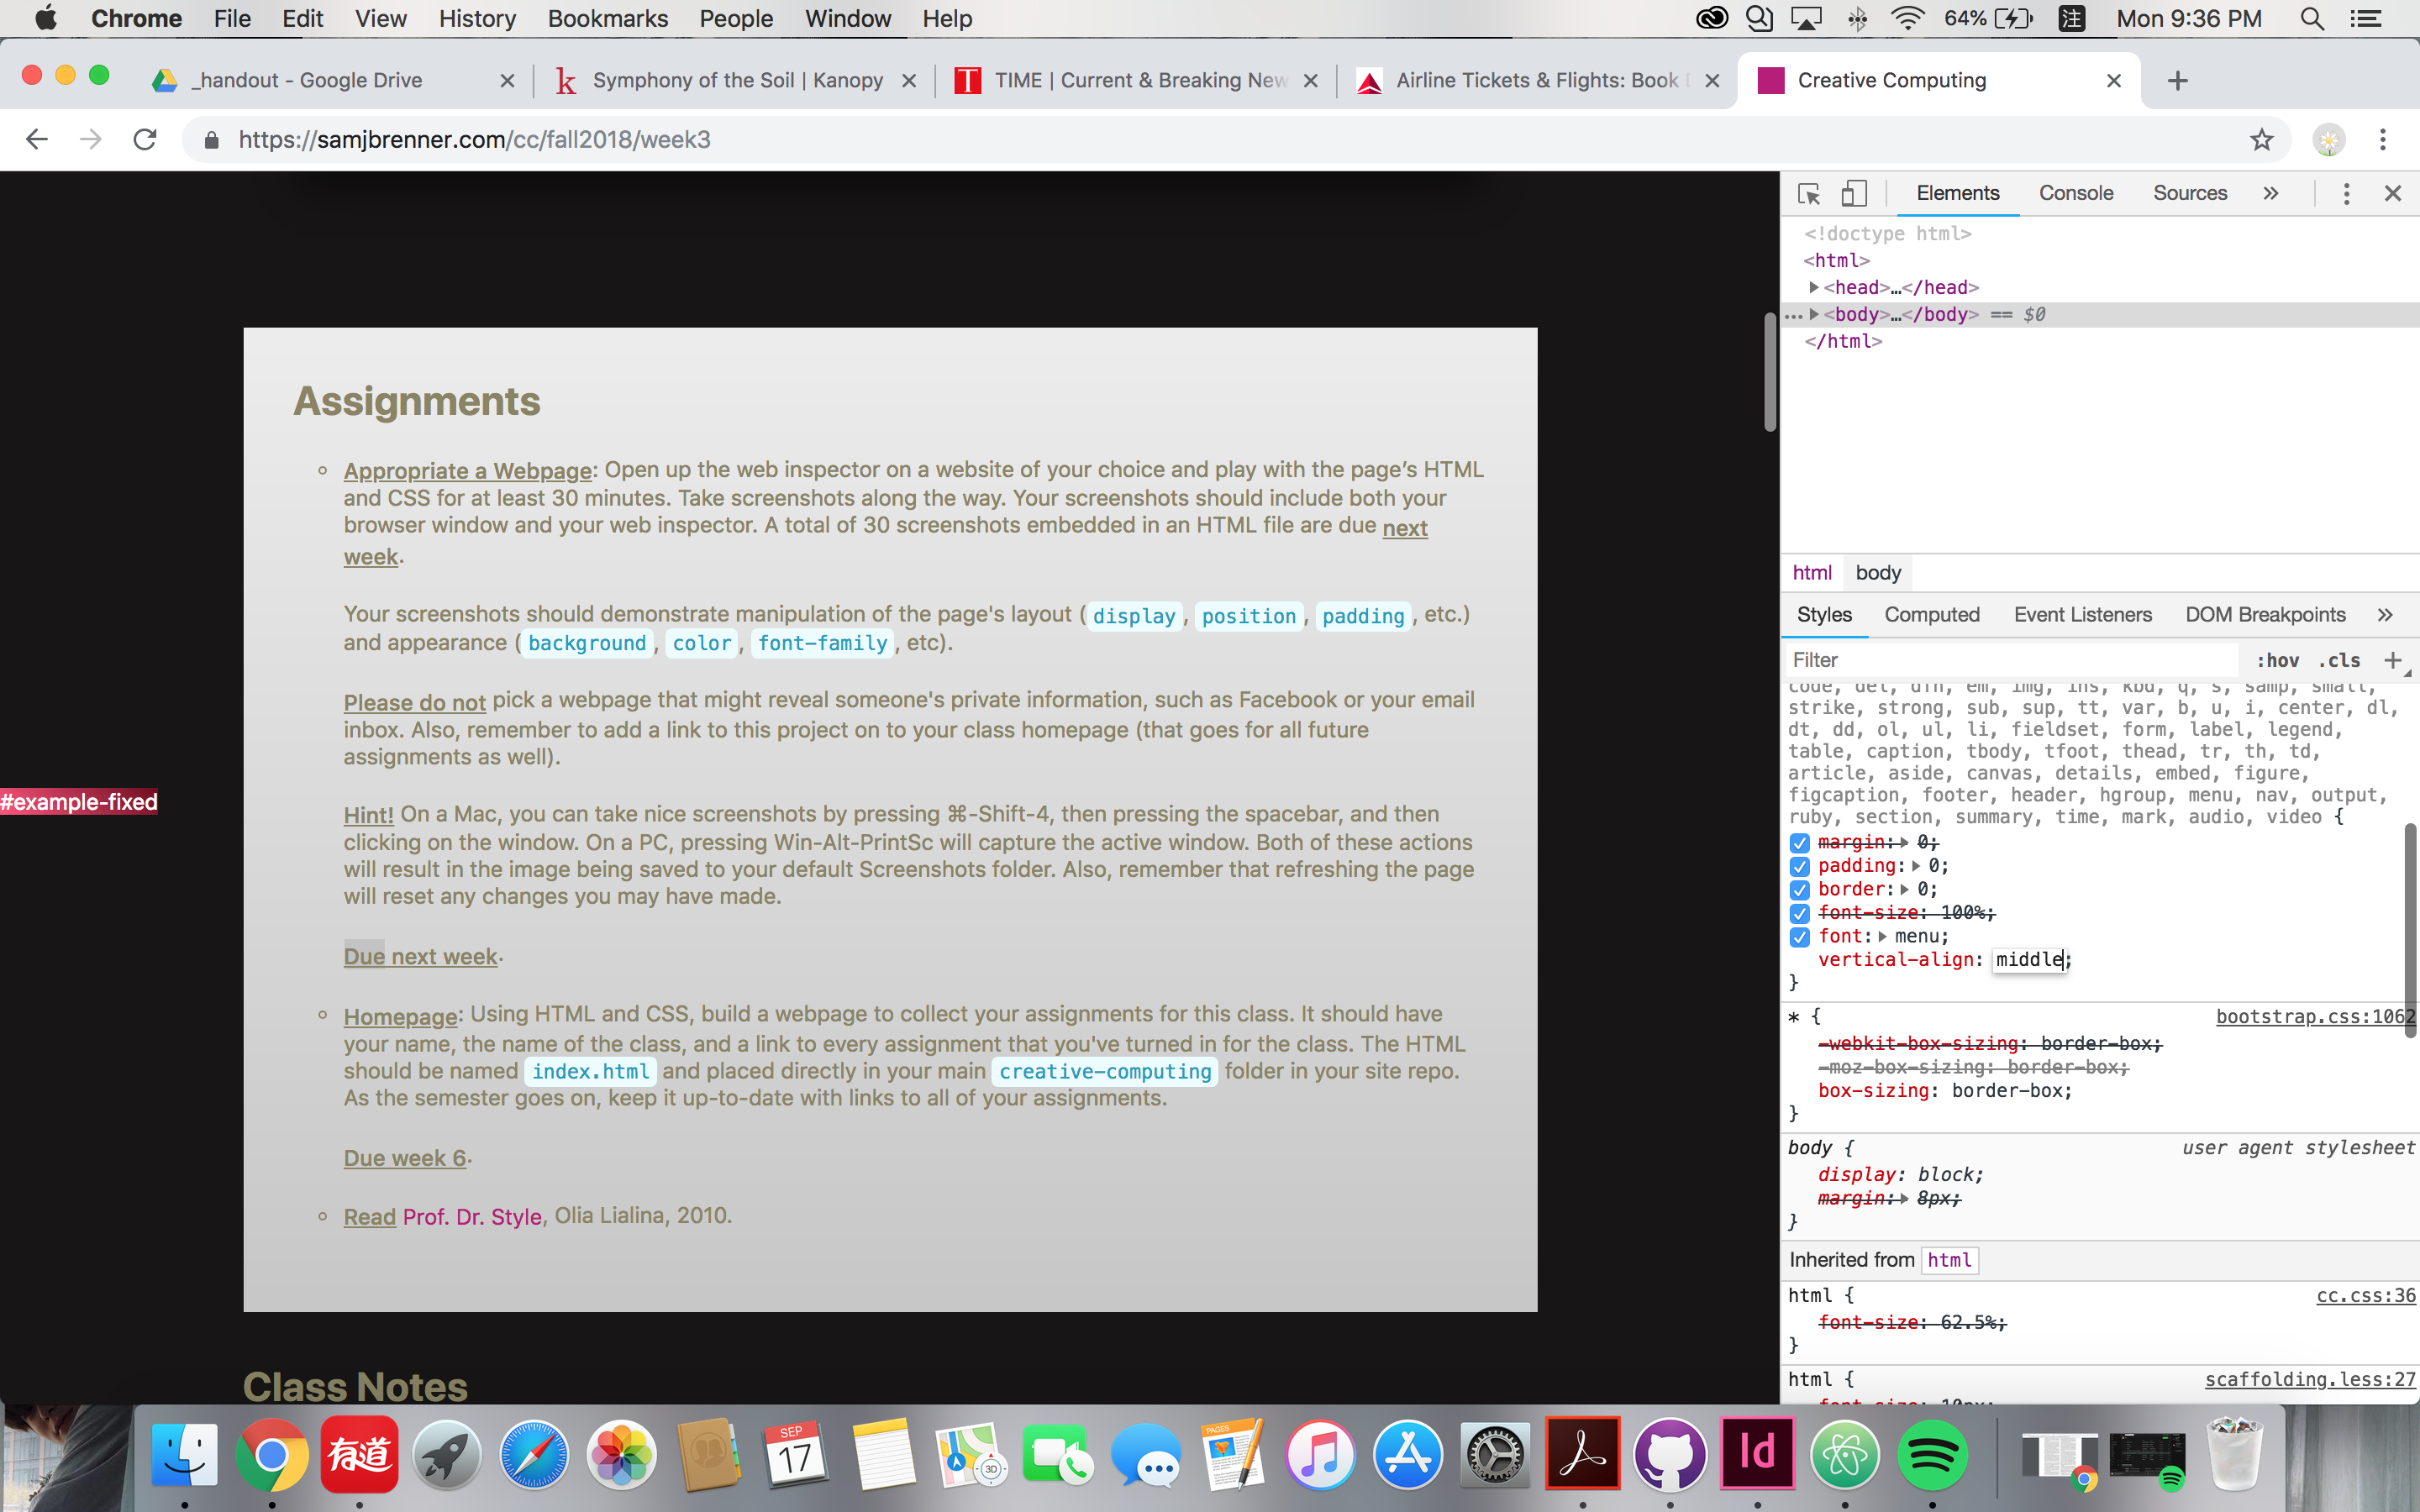 Chrome File Edit View History Bookmarks People Window Help 64% 注 Mon 9:36 PM
_handout - Google Drive
k Symphony of the Soil | Kanopy
T TIME | Current & Breaking New
Airline Tickets & Flights: Book
Creative Computing
https://samjbrenner.com/cc/fall2018/week3
Assignments
Appropriate a Webpage: Open up the web inspector on a website of your choice and play with the page’s HTML
and CSS for at least 30 minutes. Take screenshots along the way. Your screenshots should include both your
browser window and your web inspector. A total of 30 screenshots embedded in an HTML file are due next
week.
Your screenshots should demonstrate manipulation of the page's layout (display, position, padding, etc.)
and appearance (background, color, font-family, etc).
Please do not pick a webpage that might reveal someone's private information, such as Facebook or your email
inbox. Also, remember to add a link to this project on to your class homepage (that goes for all future
assignments as well).
#example-fixed
Hint! On a Mac, you can take nice screenshots by pressing ⌘-Shift-4, then pressing the spacebar, and then
clicking on the window. On a PC, pressing Win-Alt-PrintSc will capture the active window. Both of these actions
will result in the image being saved to your default Screenshots folder. Also, remember that refreshing the page
will reset any changes you may have made.
Due next week.
Homepage: Using HTML and CSS, build a webpage to collect your assignments for this class. It should have
your name, the name of the class, and a link to every assignment that you've turned in for the class. The HTML
should be named index.html and placed directly in your main creative-computing folder in your site repo.
As the semester goes on, keep it up-to-date with links to all of your assignments.
Due week 6.
Read Prof. Dr. Style, Olia Lialina, 2010.
Class Notes
Elements Console Sources »
<!doctype html>
<html>
<head>…</head>
… <body>…</body> == $0
</html>
html body
Styles Computed Event Listeners DOM Breakpoints »
Filter :hov .cls +
code, del, dfn, em, img, ins, kbd, q, s, samp, small,
strike, strong, sub, sup, tt, var, b, u, i, center, dl,
dt, dd, ol, ul, li, fieldset, form, label, legend,
table, caption, tbody, tfoot, thead, tr, th, td,
article, aside, canvas, details, embed, figure,
figcaption, footer, header, hgroup, menu, nav, output,
ruby, section, summary, time, mark, audio, video {
margin: 0;
padding: 0;
border: 0;
font-size: 100%;
font: menu;
vertical-align: middle;
}
* { bootstrap.css:1062
-webkit-box-sizing: border-box;
-moz-box-sizing: border-box;
box-sizing: border-box;
}
body { user agent stylesheet
display: block;
margin: 8px;
}
Inherited from html
html { cc.css:36
font-size: 62.5%;
}
html { scaffolding.less:27
font-size: 10px;
有道
SEP
17
3D
PAGES
Id